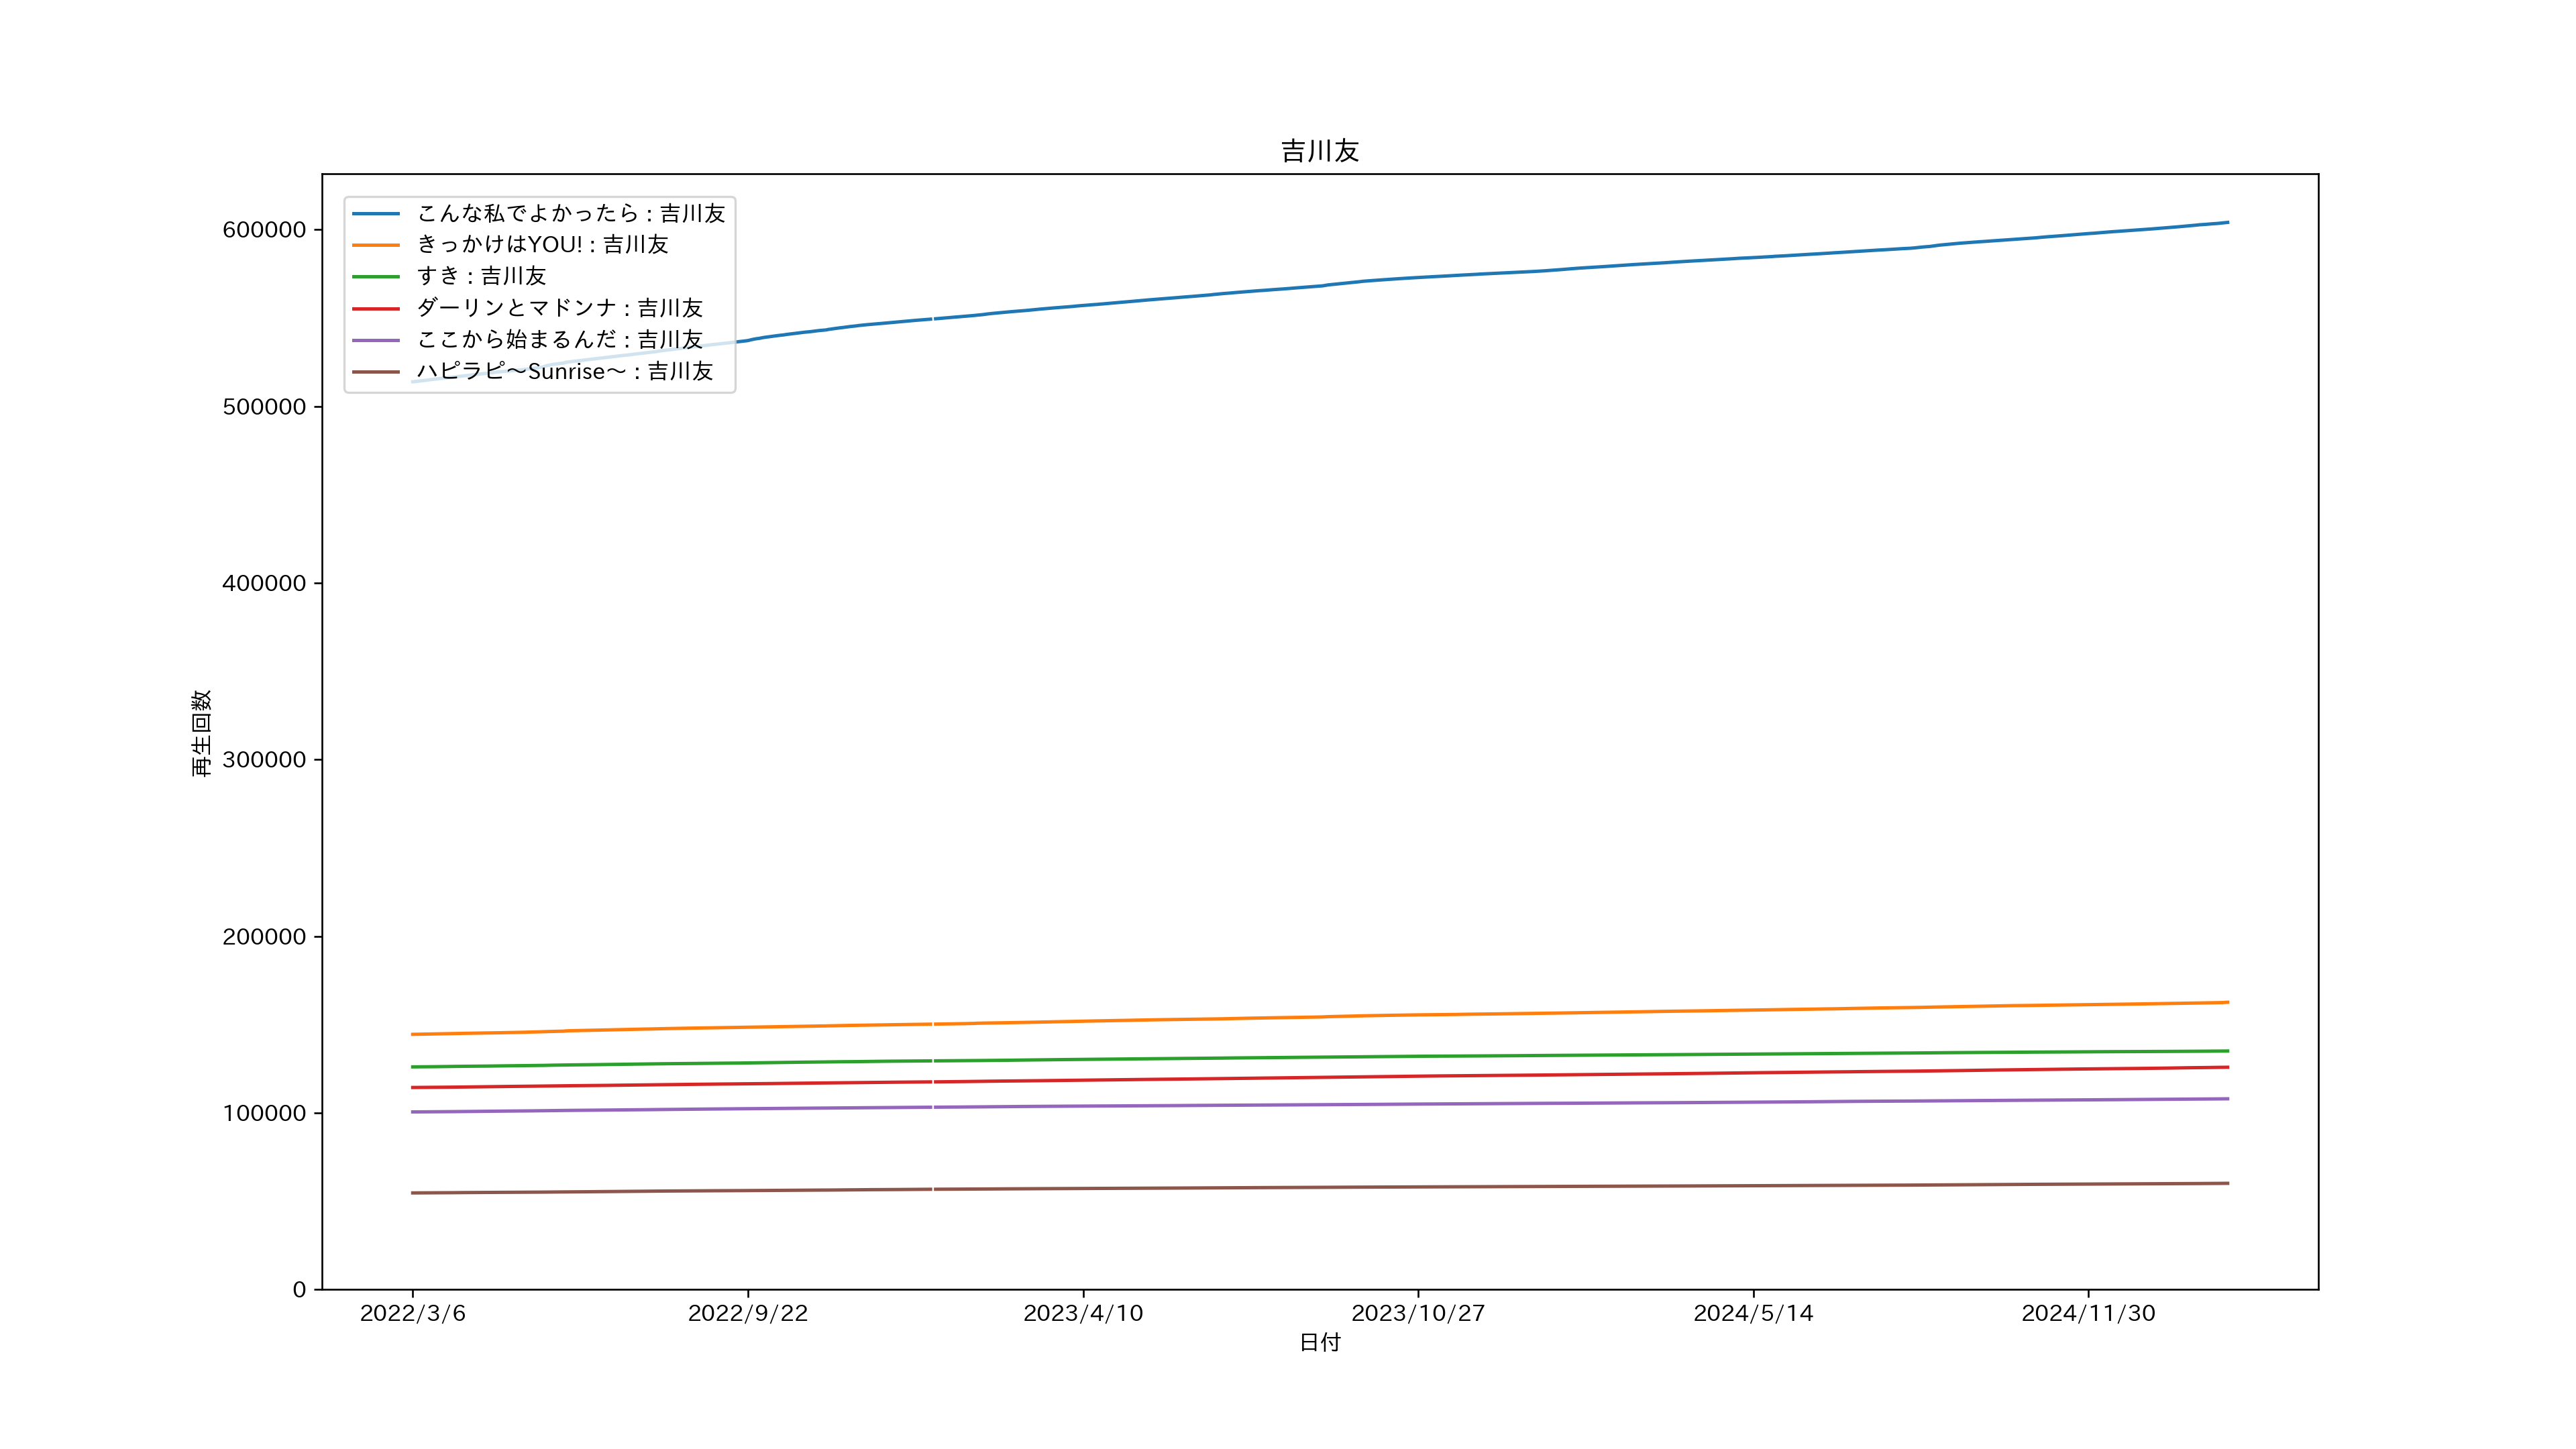 吉川友
こんな私でよかったら : 吉川友
きっかけはYOU! : 吉川友
すき : 吉川友
ダーリンとマドンナ : 吉川友
ここから始まるんだ : 吉川友
ハピラピ〜Sunrise〜 : 吉川友
600000
500000
400000
300000
200000
100000
0
再生回数
2022/3/6
2022/9/22
2023/4/10
2023/10/27
2024/5/14
2024/11/30
日付